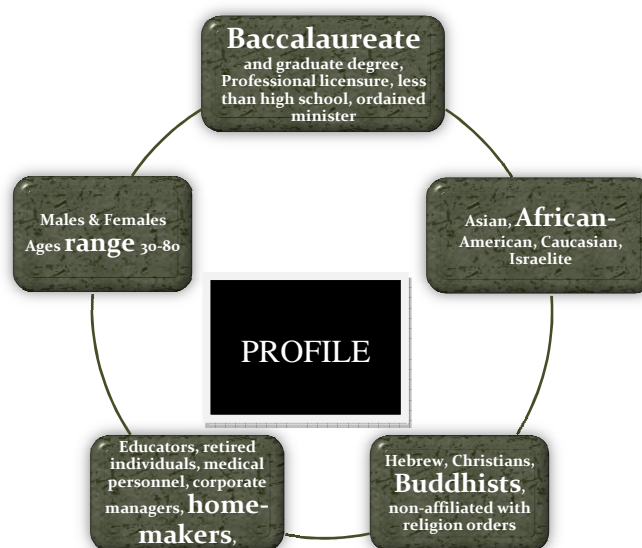 Baccalaureate
and graduate degree,
Professional licensure, less
than high school, ordained
minister
Males & Females
Ages range 30-80
Asian, African-
American, Caucasian,
Israelite
PROFILE
Educators, retired
individuals, medical
personnel, corporate
managers, home-
makers,
Hebrew, Christians,
Buddhists,
non-affiliated with
religion orders